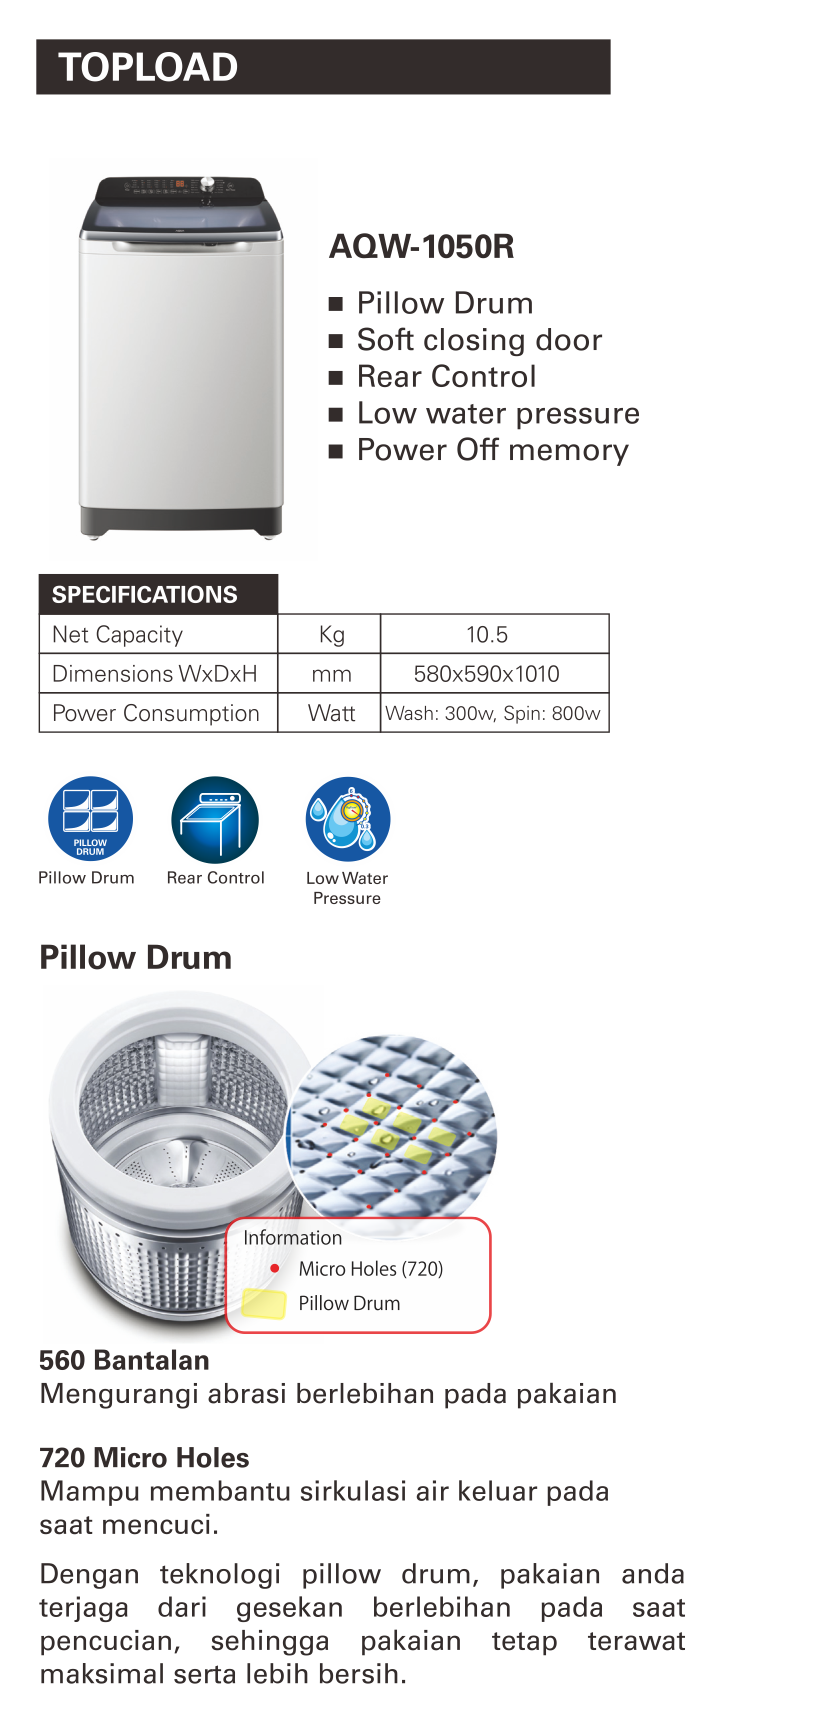 TOPLOAD
AQW-1050R
■ Pillow Drum
■ Soft closing door
■ Rear Control
■ Low water pressure
■ Power Off memory
SPECIFICATIONS
Net Capacity Kg 10.5
Dimensions WxDxH mm 580x590x1010
Power Consumption Watt Wash: 300w, Spin: 800w
PILLOW
DRUM
Pillow Drum Rear Control Low Water
Pressure
Pillow Drum
Information
Micro Holes (720)
Pillow Drum
560 Bantalan
Mengurangi abrasi berlebihan pada pakaian
720 Micro Holes
Mampu membantu sirkulasi air keluar pada
saat mencuci.
Dengan teknologi pillow drum, pakaian anda
terjaga dari gesekan berlebihan pada saat
pencucian, sehingga pakaian tetap terawat
maksimal serta lebih bersih.